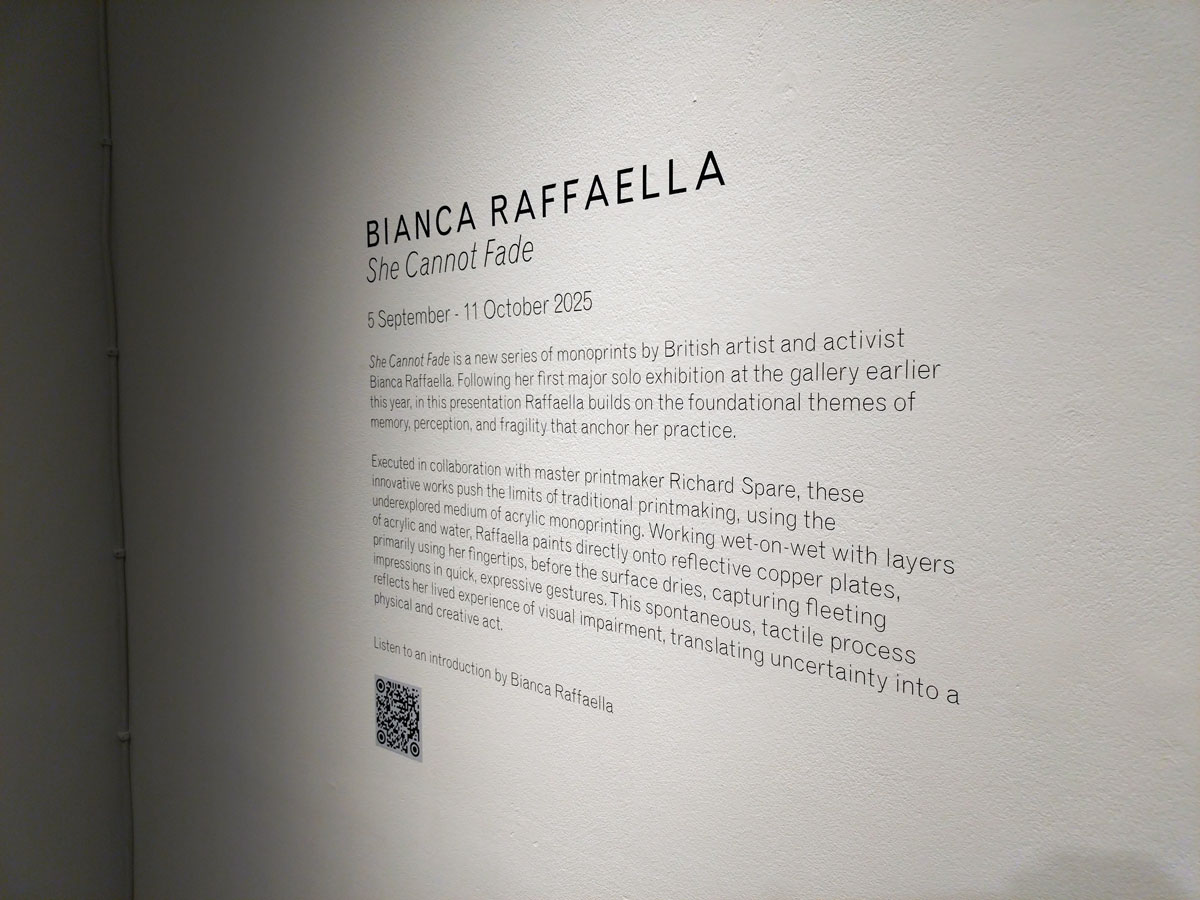 BIANCA RAFFAELLA
She Cannot Fade
5 September - 11 October 2025
She Cannot Fade is a new series of monoprints by British artist and activist
Bianca Raffaella. Following her first major solo exhibition at the gallery earlier
this year, in this presentation Raffaella builds on the foundational themes of
memory, perception, and fragility that anchor her practice.
Executed in collaboration with master printmaker Richard Spare, these
innovative works push the limits of traditional printmaking, using the
underexplored medium of acrylic monoprinting. Working wet-on-wet with layers
of acrylic and water, Raffaella paints directly onto reflective copper plates,
primarily using her fingertips, before the surface dries, capturing fleeting
impressions in quick, expressive gestures. This spontaneous, tactile process
reflects her lived experience of visual impairment, translating uncertainty into a
physical and creative act.
Listen to an introduction by Bianca Raffaella